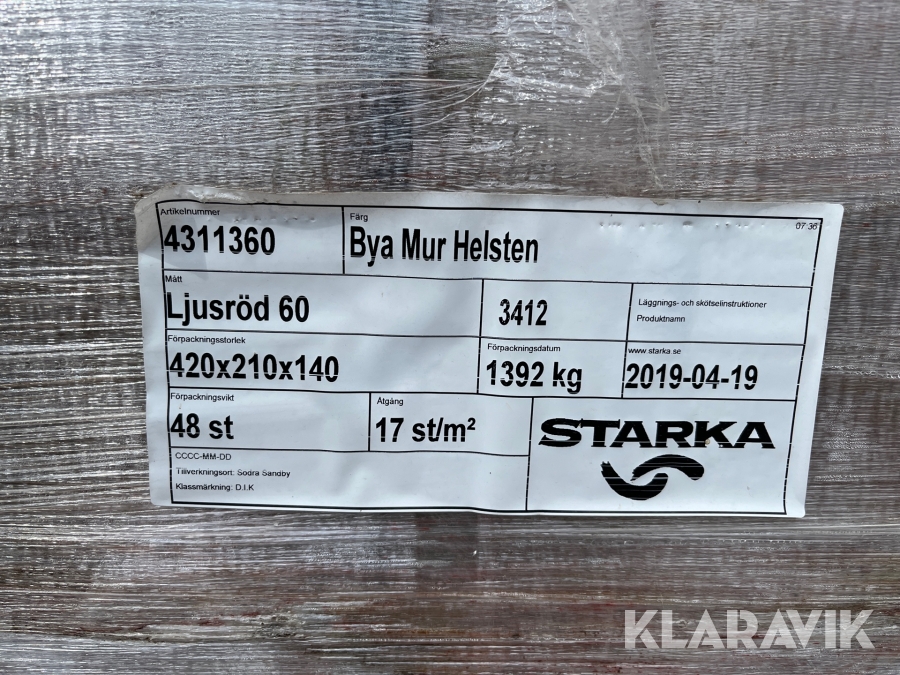 Artikelnummer
4311360
Färg
Bya Mur Helsten
07:36
Mått
Ljusröd 60
3412
Läggnings- och skötselinstruktioner
Produktnamn
Förpackningsstorlek
420x210x140
Förpackningsdatum
1392 kg
www.starka.se
2019-04-19
Förpackningsvikt
48 st
Åtgång
17 st/m²
STARKA
CCCC-MM-DD
Tillverkningsort: Södra Sandby
Klassmärkning: D.I.K
KLARAVIK